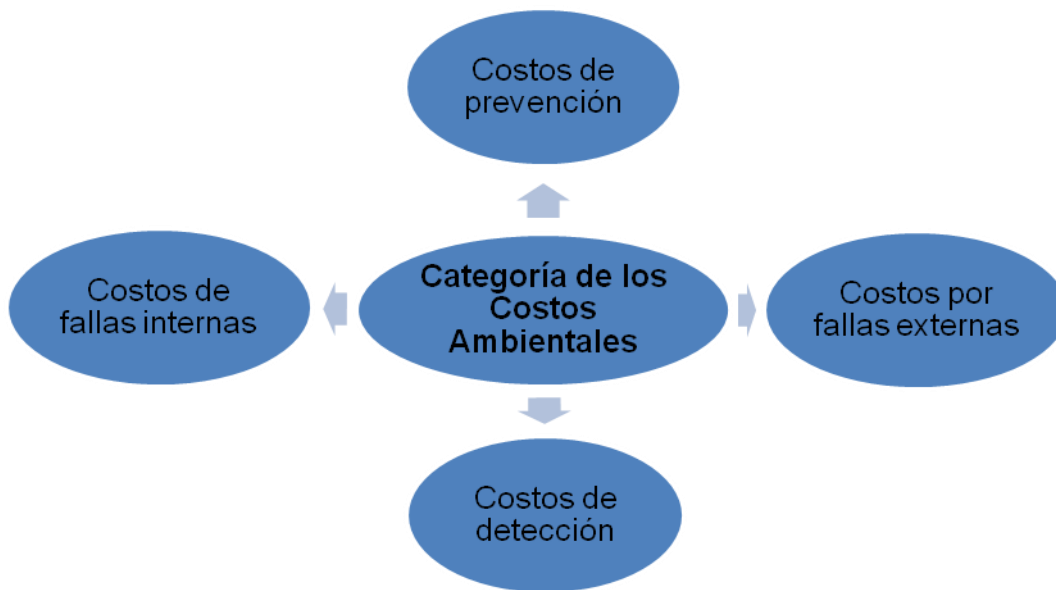 Costos de
prevención
Costos de
fallas internas
Categoría de los
Costos
Ambientales
Costos por
fallas externas
Costos de
detección